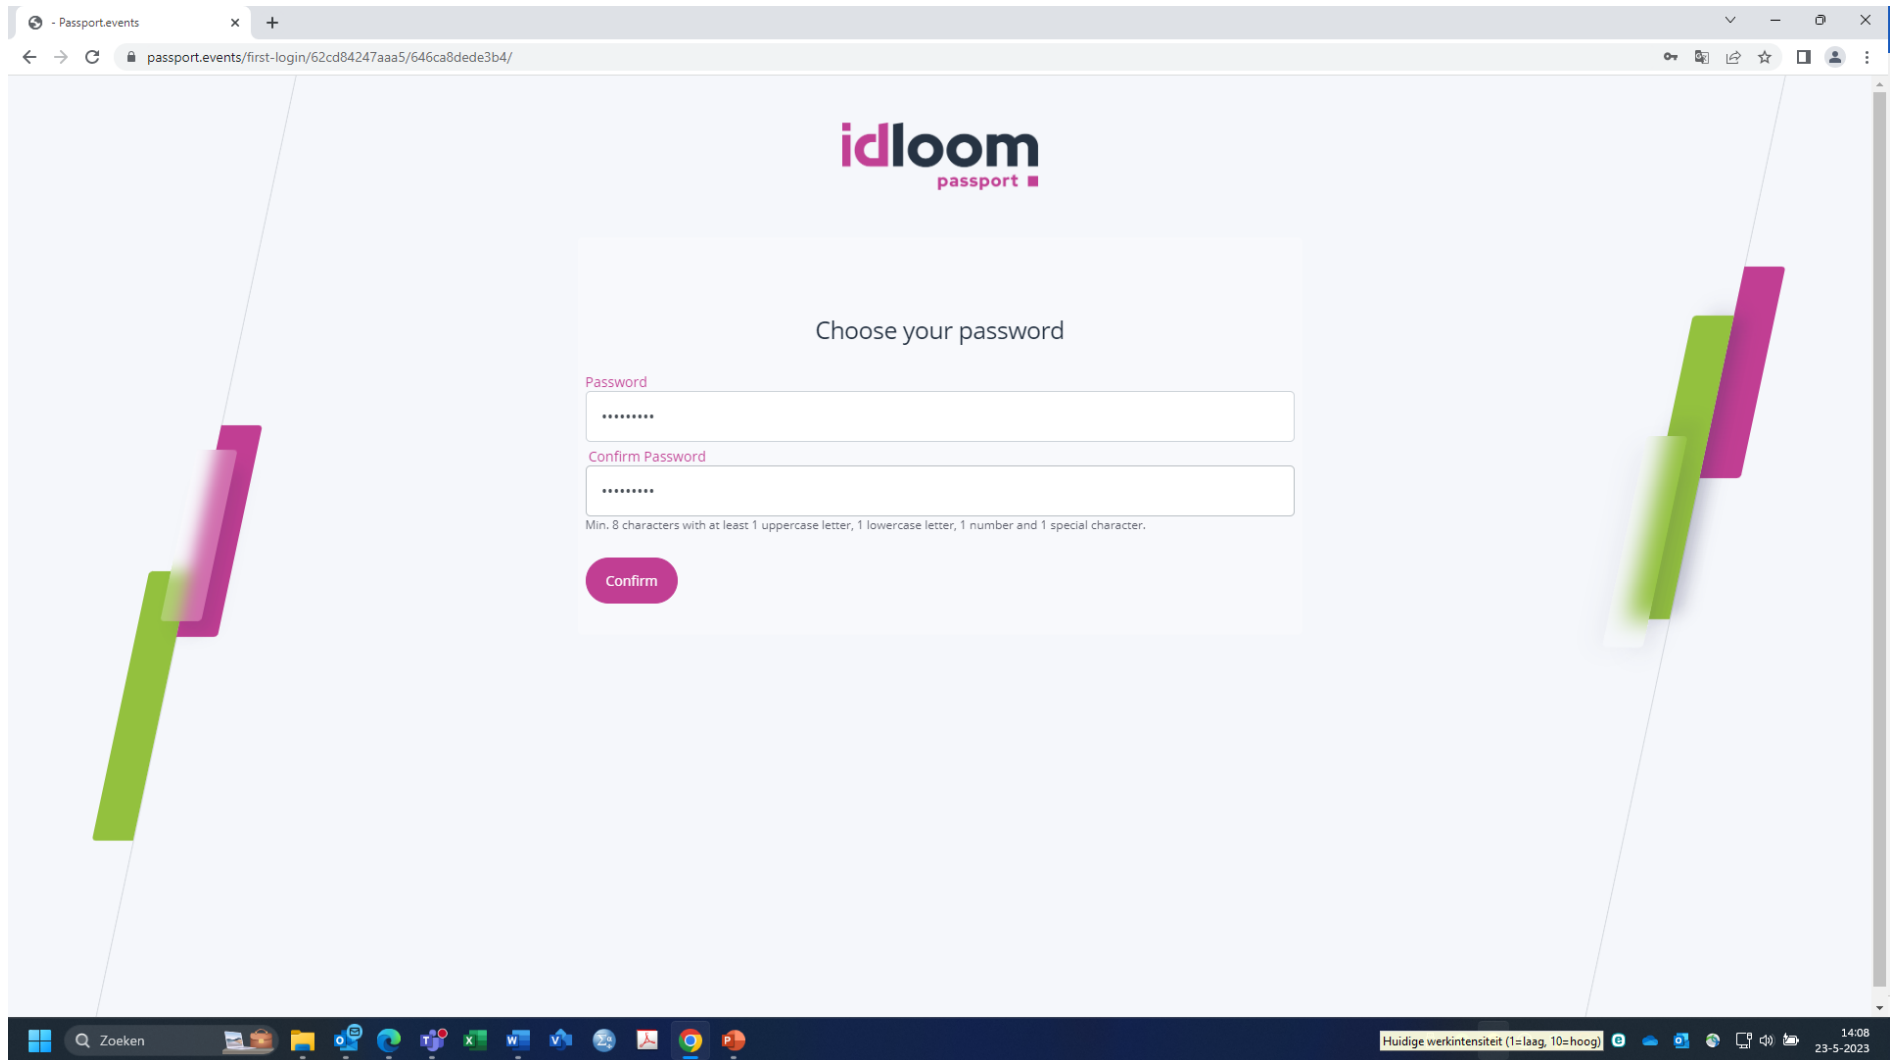 - Passport.events
passport.events/first-login/62cd84247aaa5/646ca8dede3b4/
idloom
passport
Choose your password
Password
•••••••••
Confirm Password
•••••••••
Min. 8 characters with at least 1 uppercase letter, 1 lowercase letter, 1 number and 1 special character.
Confirm
Zoeken
Huidige werkintensiteit (1=laag, 10=hoog)
14:08
23-5-2023